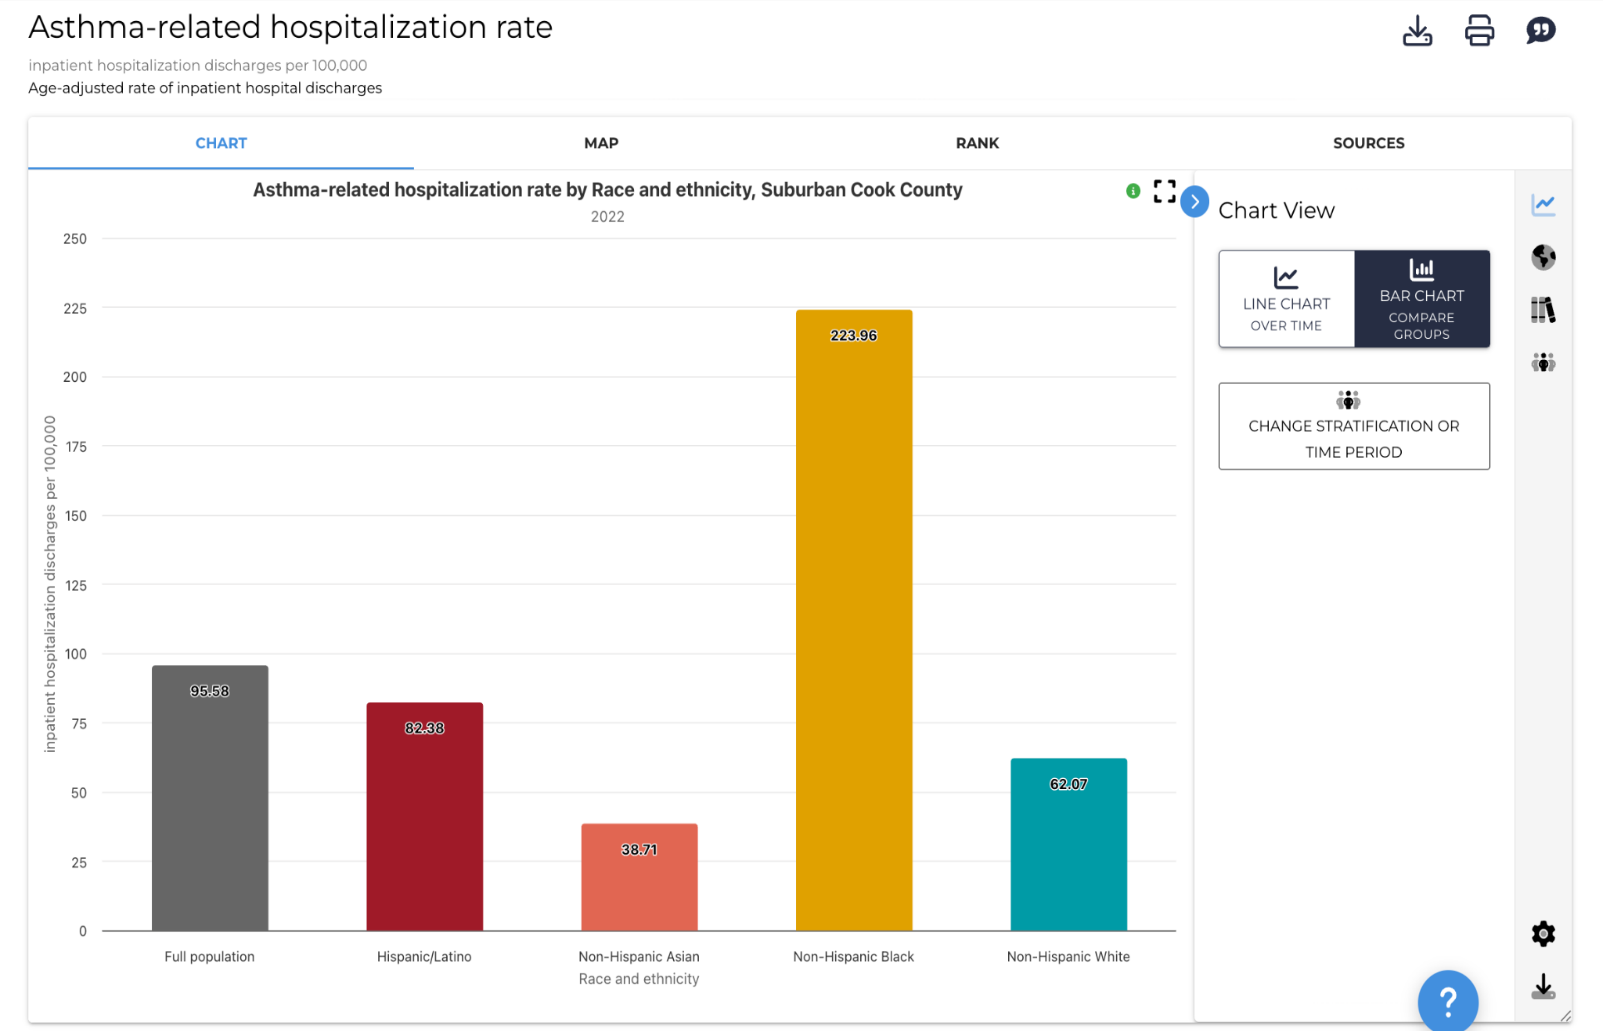 Asthma-related hospitalization rate
inpatient hospitalization discharges per 100,000
Age-adjusted rate of inpatient hospital discharges
CHART
MAP
RANK
SOURCES
Asthma-related hospitalization rate by Race and ethnicity, Suburban Cook County
2022
inpatient hospitalization discharges per 100,000
250
225
200
175
150
125
100
75
50
25
0
95.58
82.38
38.71
223.96
62.07
Full population
Hispanic/Latino
Non-Hispanic Asian
Non-Hispanic Black
Non-Hispanic White
Race and ethnicity
Chart View
LINE CHART
OVER TIME
BAR CHART
COMPARE
GROUPS
CHANGE STRATIFICATION OR
TIME PERIOD
?